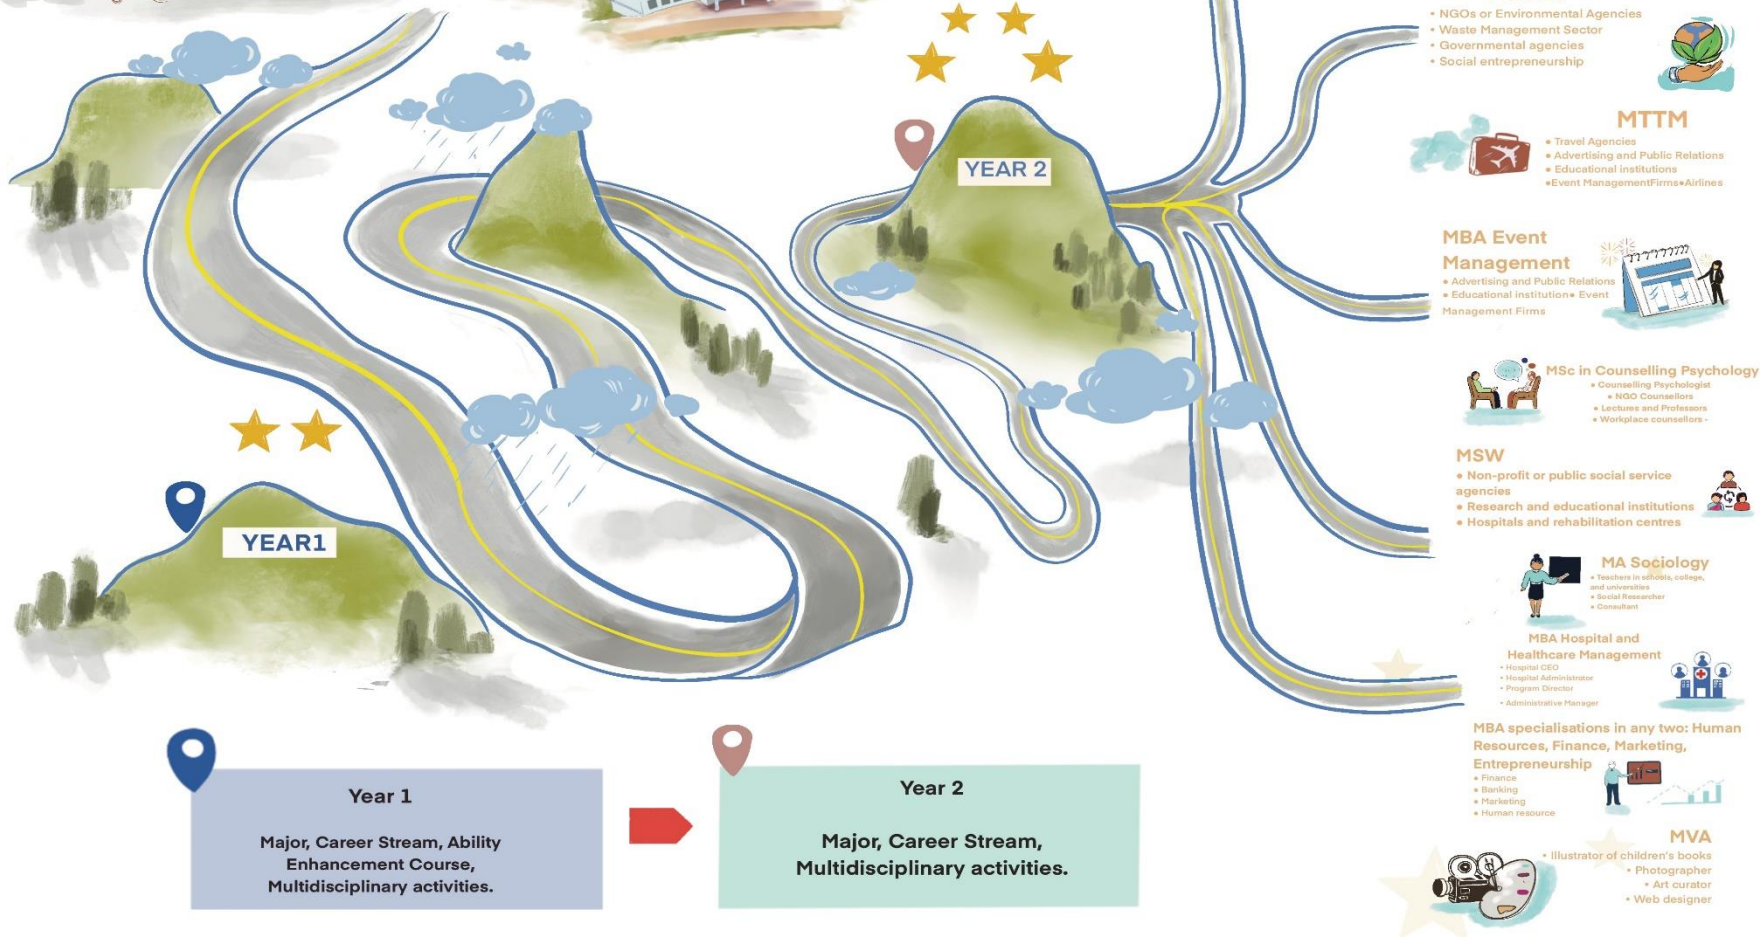 • NGOs or Environmental Agencies
• Waste Management Sector
• Governmental agencies
• Social entrepreneurship
MTTM
• Travel Agencies
• Advertising and Public Relations
• Educational institutions
•Event ManagementFirms•Airlines
YEAR 2
MBA Event
Management
• Advertising and Public Relations
• Educational institution• Event
Management Firms
MSc in Counselling Psychology
• Counselling Psychologist
• NGO Counsellors
• Lectures and Professors
• Workplace counsellors -
MSW
• Non-profit or public social service
agencies
• Research and educational institutions
• Hospitals and rehabilitation centres
YEAR1
MA Sociology
• Teachers in schools, college,
and universities
• Social Researcher
• Consultant
MBA Hospital and
Healthcare Management
• Hospital CEO
• Hospital Administrator
• Program Director
• Administrative Manager
MBA specialisations in any two: Human
Resources, Finance, Marketing,
Entrepreneurship
• Finance
• Banking
• Marketing
• Human resource
MVA
• Illustrator of children's books
• Photographer
• Art curator
• Web designer
Year 1
Major, Career Stream, Ability
Enhancement Course,
Multidisciplinary activities.
Year 2
Major, Career Stream,
Multidisciplinary activities.